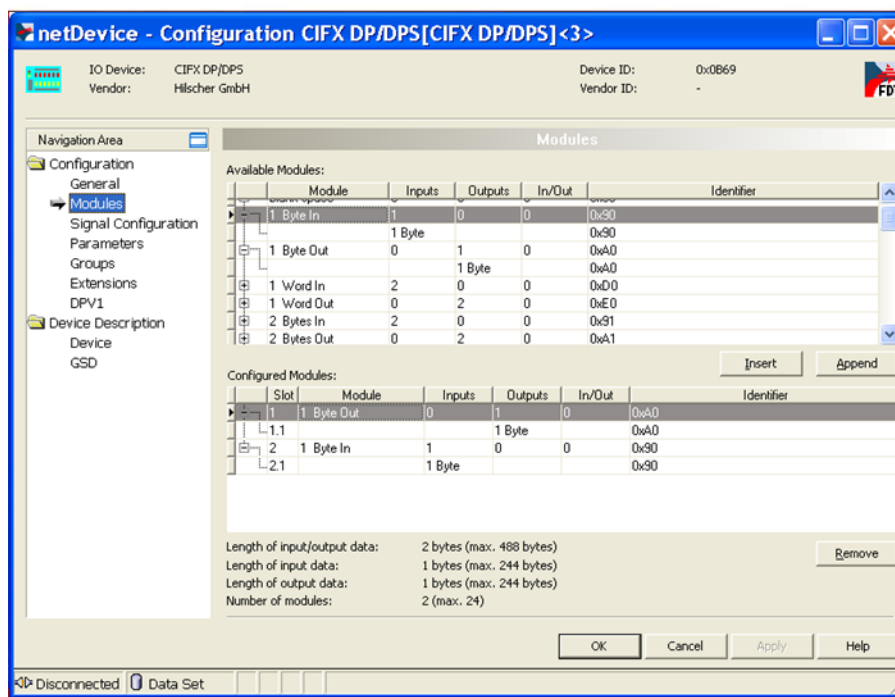 netDevice - Configuration CIFX DP/DPS[CIFX DP/DPS]<3>
IO Device: CIFX DP/DPS Device ID: 0x0B69
Vendor: Hilscher GmbH Vendor ID: -
FDT
Navigation Area
Configuration
General
Modules
Signal Configuration
Parameters
Groups
Extensions
DPV1
Device Description
Device
GSD
Modules
Available Modules:
Module Inputs Outputs In/Out Identifier
1 Byte In 1 0 0 0x90
1 Byte 0x90
1 Byte Out 0 1 0 0xA0
1 Byte 0xA0
1 Word In 2 0 0 0xD0
1 Word Out 0 2 0 0xE0
2 Bytes In 2 0 0 0x91
2 Bytes Out 0 2 0 0xA1
Insert Append
Configured Modules:
Slot Module Inputs Outputs In/Out Identifier
1 1 Byte Out 0 1 0 0xA0
1.1 1 Byte 0xA0
2 1 Byte In 1 0 0 0x90
2.1 1 Byte 0x90
Length of input/output data: 2 bytes (max. 488 bytes)
Length of input data: 1 bytes (max. 244 bytes)
Length of output data: 1 bytes (max. 244 bytes)
Number of modules: 2 (max. 24)
Remove
OK Cancel Apply Help
Disconnected Data Set